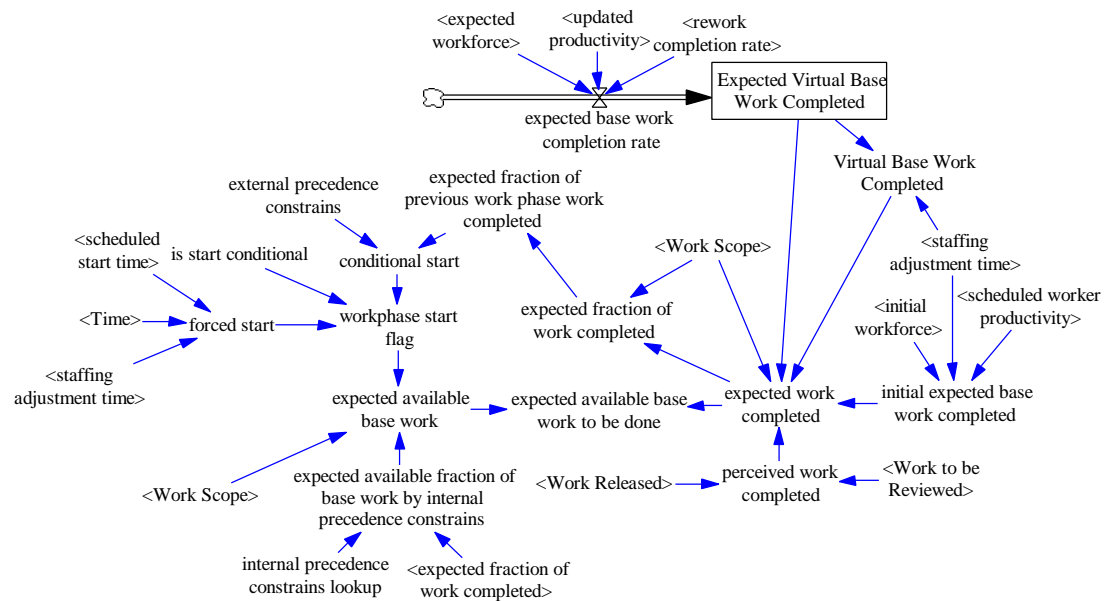 <expected
workforce>
<updated
productivity>
<rework
completion rate>
Expected Virtual Base
Work Completed
expected base work
completion rate
Virtual Base Work
Completed
external precedence
constrains
expected fraction of
previous work phase work
completed
<scheduled
start time>
is start conditional
conditional start
<Work Scope>
<staffing
adjustment time>
<Time>
forced start
workphase start
flag
expected fraction of
work completed
<initial
workforce>
<scheduled worker
productivity>
<staffing
adjustment time>
expected available
base work
expected available base
work to be done
expected work
completed
initial expected base
work completed
<Work Scope>
expected available fraction of
base work by internal
precedence constrains
<Work Released>
perceived work
completed
<Work to be
Reviewed>
internal precedence
constrains lookup
<expected fraction of
work completed>